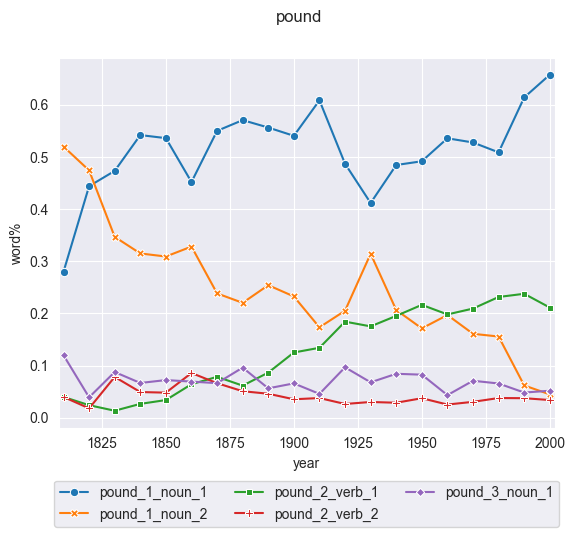 pound
0.6
0.5
0.4
0.3
0.2
0.1
0.0
word%
1825 1850 1875 1900 1925 1950 1975 2000
year
pound_1_noun_1 pound_2_verb_1 pound_3_noun_1
pound_1_noun_2 pound_2_verb_2